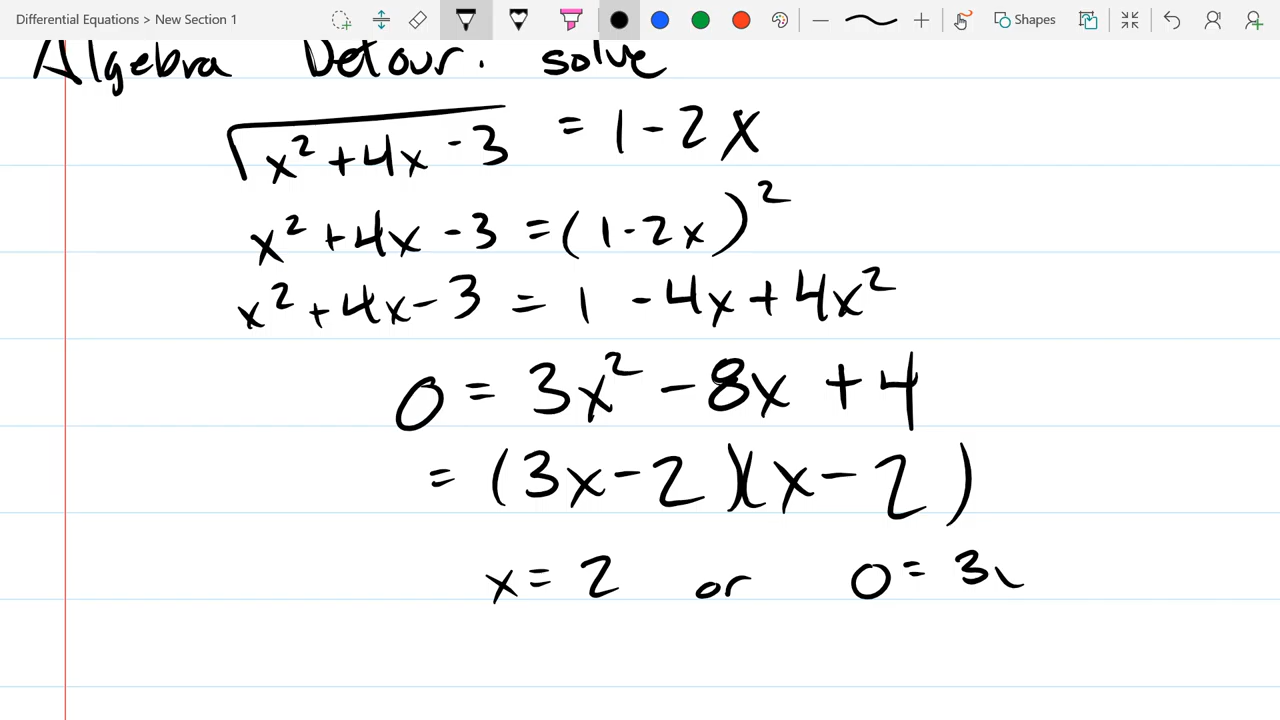 Differential Equations > New Section 1
Shapes
Algebra Detour. solve
√(x²+4x-3) = 1-2x
x²+4x-3 = (1-2x)²
x²+4x-3 = 1-4x+4x²
0 = 3x²-8x+4
= (3x-2)(x-2)
x = 2 or 0 = 3